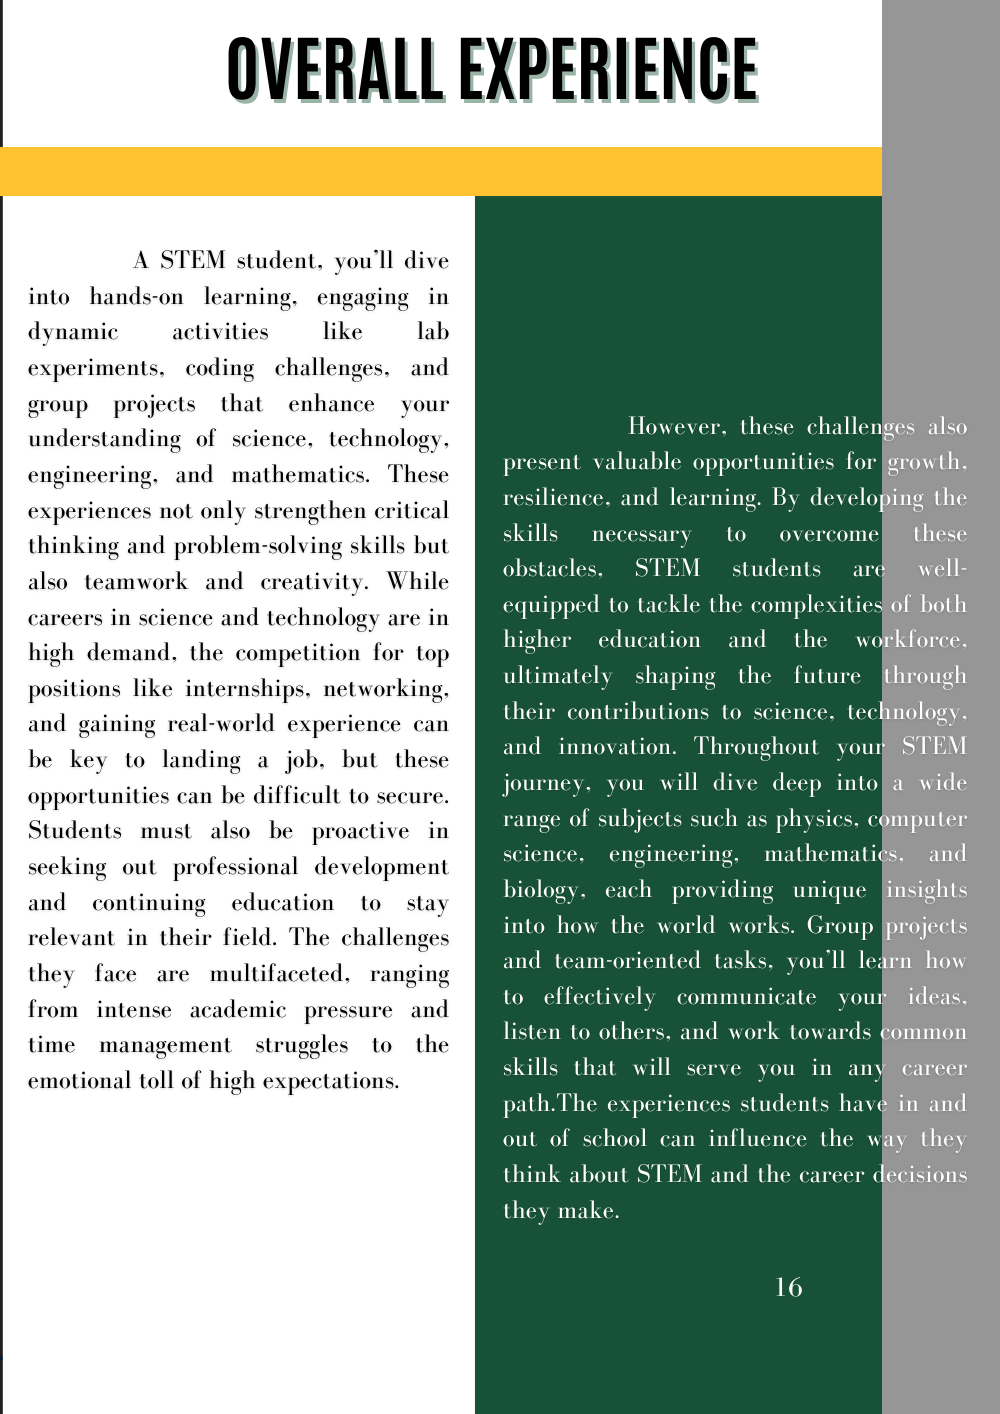 OVERALL EXPERIENCE
A STEM student, you'll dive
into hands-on learning, engaging in
dynamic activities like lab
experiments, coding challenges, and
group projects that enhance your
understanding of science, technology,
engineering, and mathematics. These
experiences not only strengthen critical
thinking and problem-solving skills but
also teamwork and creativity. While
careers in science and technology are in
high demand, the competition for top
positions like internships, networking,
and gaining real-world experience can
be key to landing a job, but these
opportunities can be difficult to secure.
Students must also be proactive in
seeking out professional development
and continuing education to stay
relevant in their field. The challenges
they face are multifaceted, ranging
from intense academic pressure and
time management struggles to the
emotional toll of high expectations.
However, these challenges also
present valuable opportunities for growth,
resilience, and learning. By developing the
skills necessary to overcome these
obstacles, STEM students are well-
equipped to tackle the complexities of both
higher education and the workforce,
ultimately shaping the future through
their contributions to science, technology,
and innovation. Throughout your STEM
journey, you will dive deep into a wide
range of subjects such as physics, computer
science, engineering, mathematics, and
biology, each providing unique insights
into how the world works. Group projects
and team-oriented tasks, you'll learn how
to effectively communicate your ideas,
listen to others, and work towards common
skills that will serve you in any career
path.The experiences students have in and
out of school can influence the way they
think about STEM and the career decisions
they make.
16